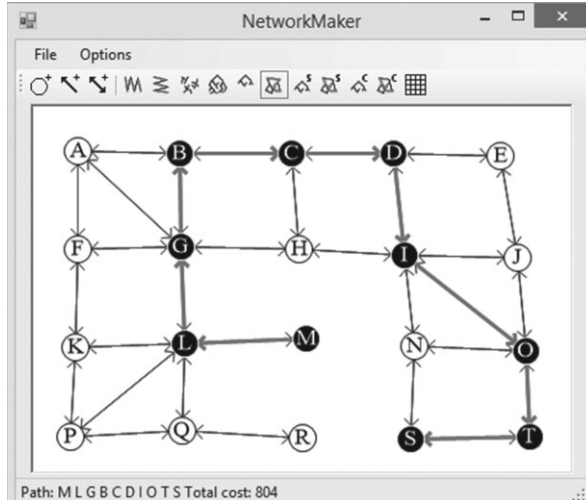 NetworkMaker
File Options
A B C D E
F G H I J
K L M N O
P Q R S T
Path: M L G B C D I O T S Total cost: 804